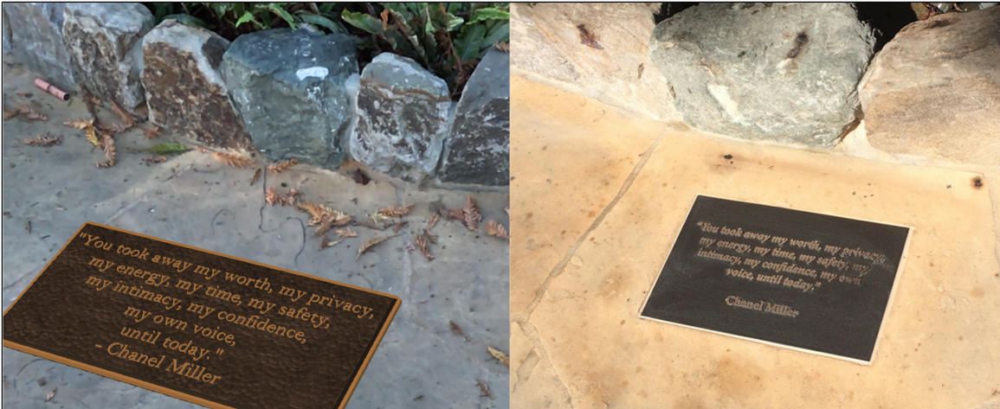 "You took away my worth, my privacy,
my energy, my time, my safety,
my intimacy, my confidence,
my own voice,
until today."
- Chanel Miller
"You took away my worth, my privacy,
my energy, my time, my safety, my
intimacy, my confidence, my own
voice, until today."
Chanel Miller